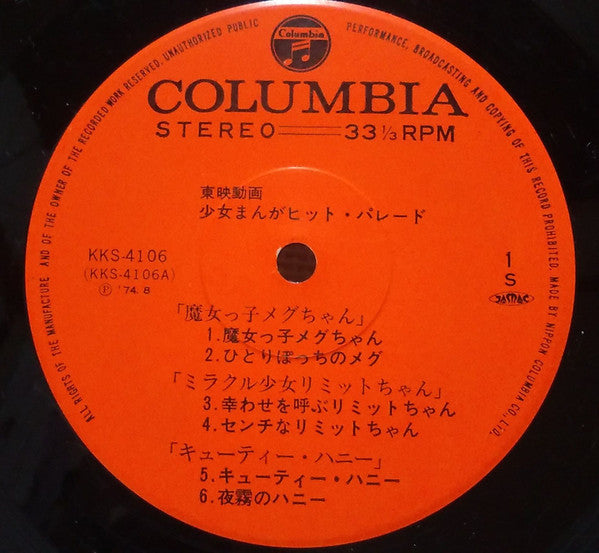 Columbia
ALL RIGHTS OF THE MANUFACTURE AND OF THE OWNER OF THE RECORDED WORK RESERVED. UNAUTHORIZED PUBLIC PERFORMANCE, BROADCASTING AND COPYING OF THIS RECORD PROHIBITED. MADE BY NIPPON COLUMBIA CO., LTD.
COLUMBIA
STEREO 33 1/3 RPM
東映動画
少女まんがヒット・パレード
KKS-4106
(KKS-4106A)
Ⓟ '74. 8
1
S
JASRAC
「魔女っ子メグちゃん」
1.魔女っ子メグちゃん
2.ひとりぼっちのメグ
「ミラクル少女リミットちゃん」
3.幸わせを呼ぶリミットちゃん
4.センチなリミットちゃん
「キューティー・ハニー」
5.キューティー・ハニー
6.夜霧のハニー